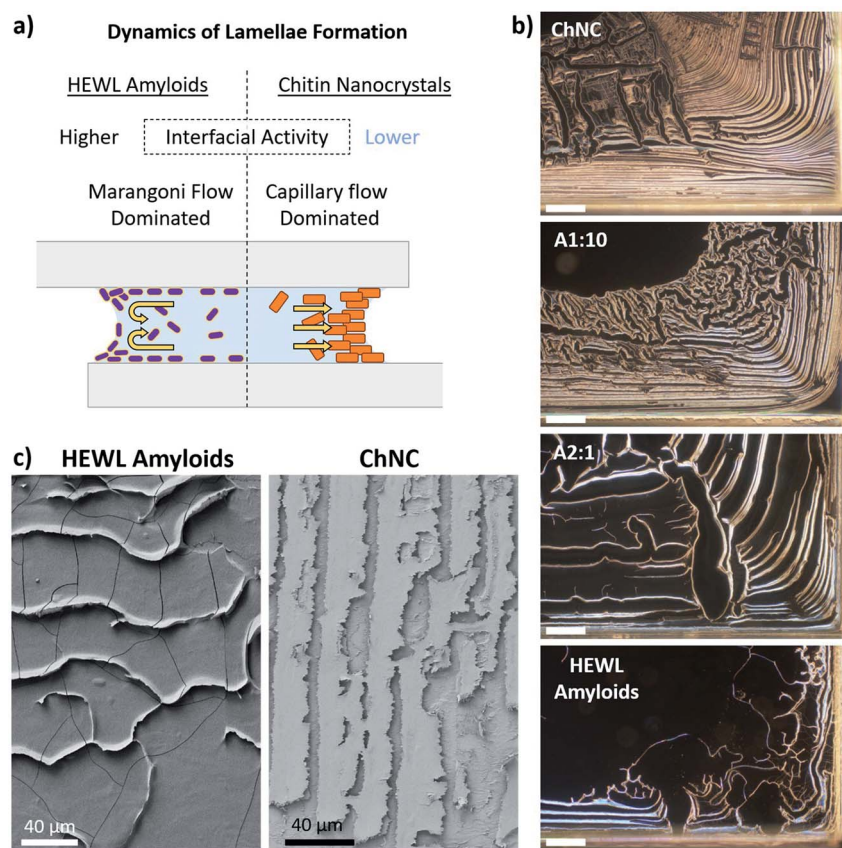 a)
Dynamics of Lamellae Formation
HEWL Amyloids
Chitin Nanocrystals
Higher
Interfacial Activity
Lower
Marangoni Flow
Dominated
Capillary flow
Dominated
b)
ChNC
A1:10
A2:1
HEWL
Amyloids
c)
HEWL Amyloids
ChNC
40 µm
40 µm